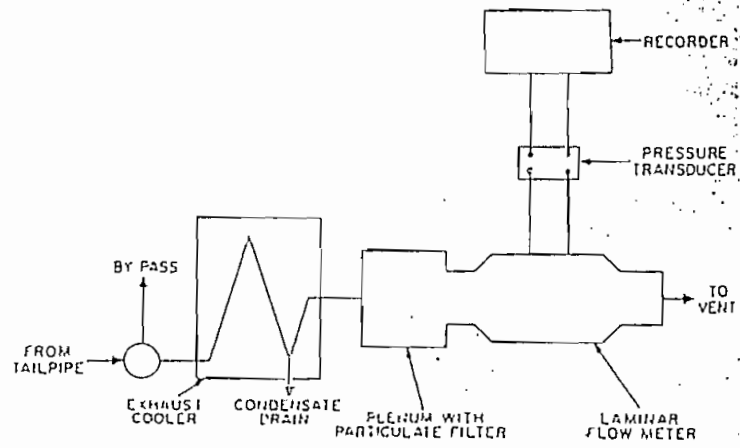 RECORDER
PRESSURE
TRANSDUCER
BY PASS
TO
VENT
FROM
TAILPIPE
EXHAUST
COOLER
CONDENSATE
DRAIN
PLENUM WITH
PARTICULATE FILTER
LAMINAR
FLOW METER